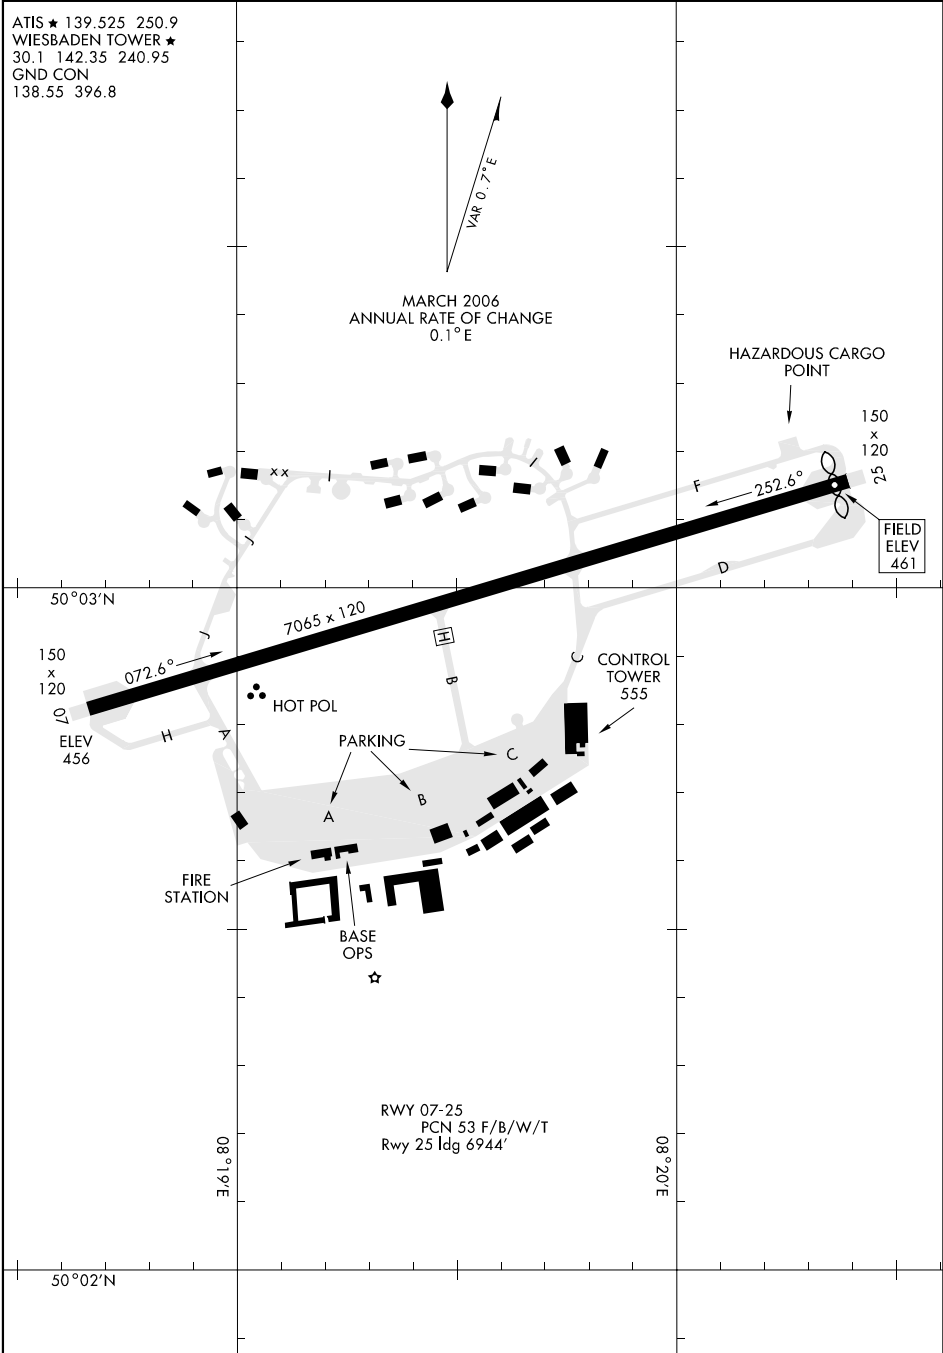 ATIS ★ 139.525 250.9
WIESBADEN TOWER ★
30.1 142.35 240.95
GND CON
138.55 396.8
VAR 0.7°E
MARCH 2006
ANNUAL RATE OF CHANGE
0.1°E
HAZARDOUS CARGO
POINT
150
x
120
25
xx
I
I
F
252.6°
J
FIELD
ELEV
461
D
50°03'N
7065 x 120
J
H
C
150
x
120
072.6°
B
CONTROL
TOWER
555
HOT POL
07
ELEV
456
H
A
PARKING
C
B
A
FIRE
STATION
BASE
OPS
RWY 07-25
PCN 53 F/B/W/T
Rwy 25 ldg 6944'
08°19'E
08°20'E
50°02'N